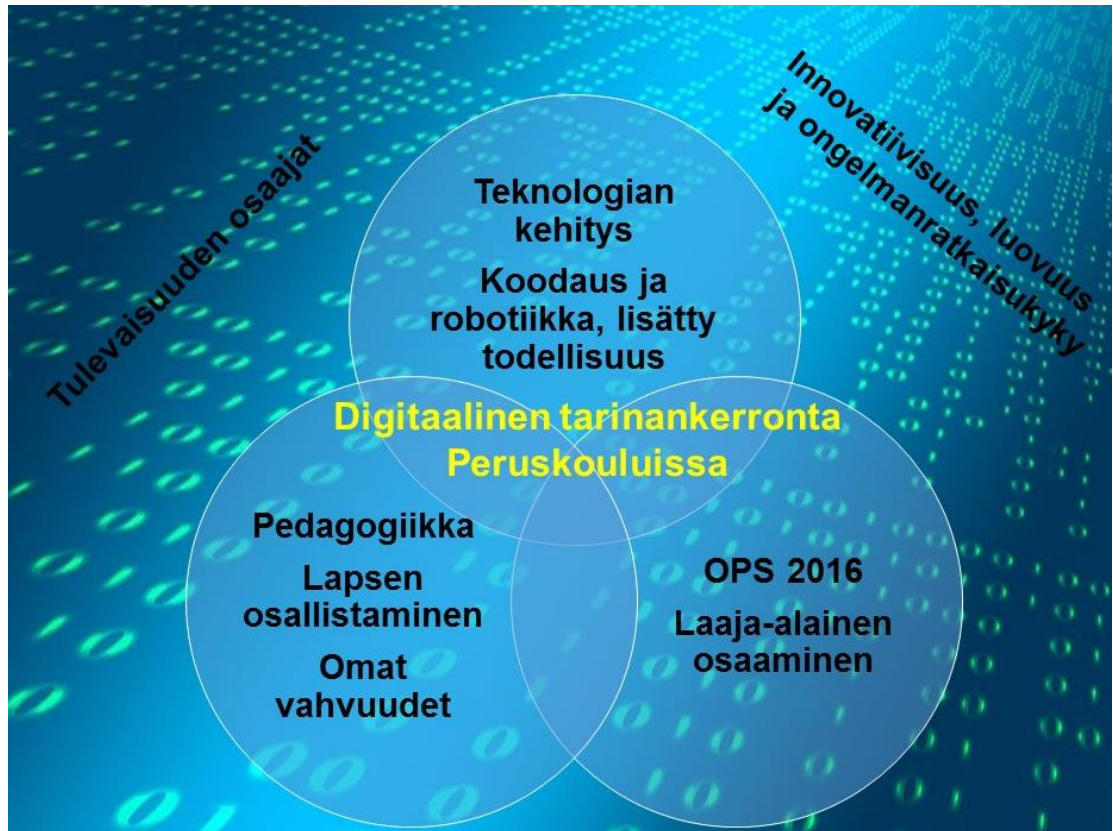 Tulevaisuuden osaajat
Innovatiivisuus, luovuus
ja ongelmanratkaisukyky
Teknologian
kehitys
Koodaus ja
robotiikka, lisätty
todellisuus
Digitaalinen tarinankerronta
Peruskouluissa
Pedagogiikka
Lapsen
osallistaminen
Omat
vahvuudet
OPS 2016
Laaja-alainen
osaaminen